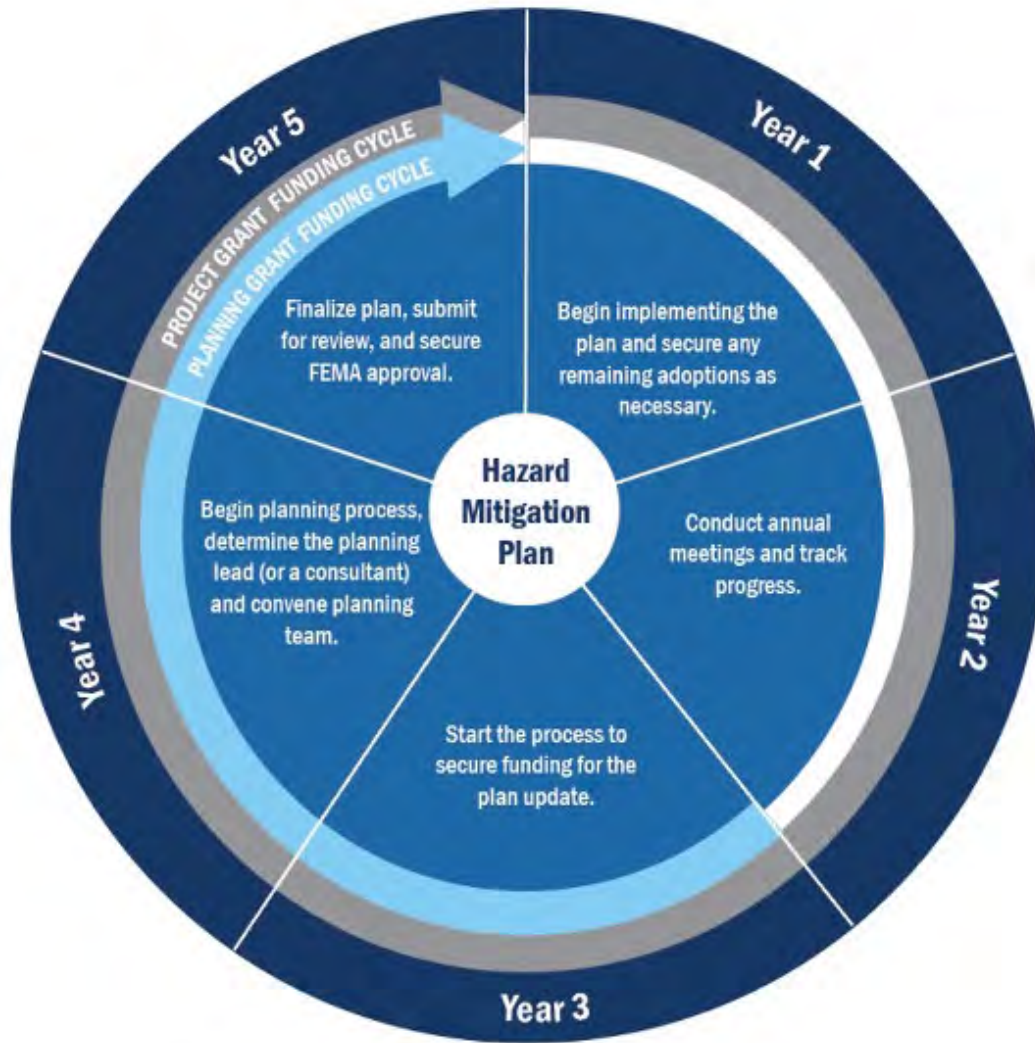 Year 1
Begin implementing the
plan and secure any
remaining adoptions as
necessary.
Year 2
Conduct annual
meetings and track
progress.
Year 3
Start the process to
secure funding for the
plan update.
Year 4
Begin planning process,
determine the planning
lead (or a consultant)
and convene planning
team.
Year 5
Finalize plan, submit
for review, and secure
FEMA approval.
PROJECT GRANT FUNDING CYCLE
PLANNING GRANT FUNDING CYCLE
Hazard
Mitigation
Plan